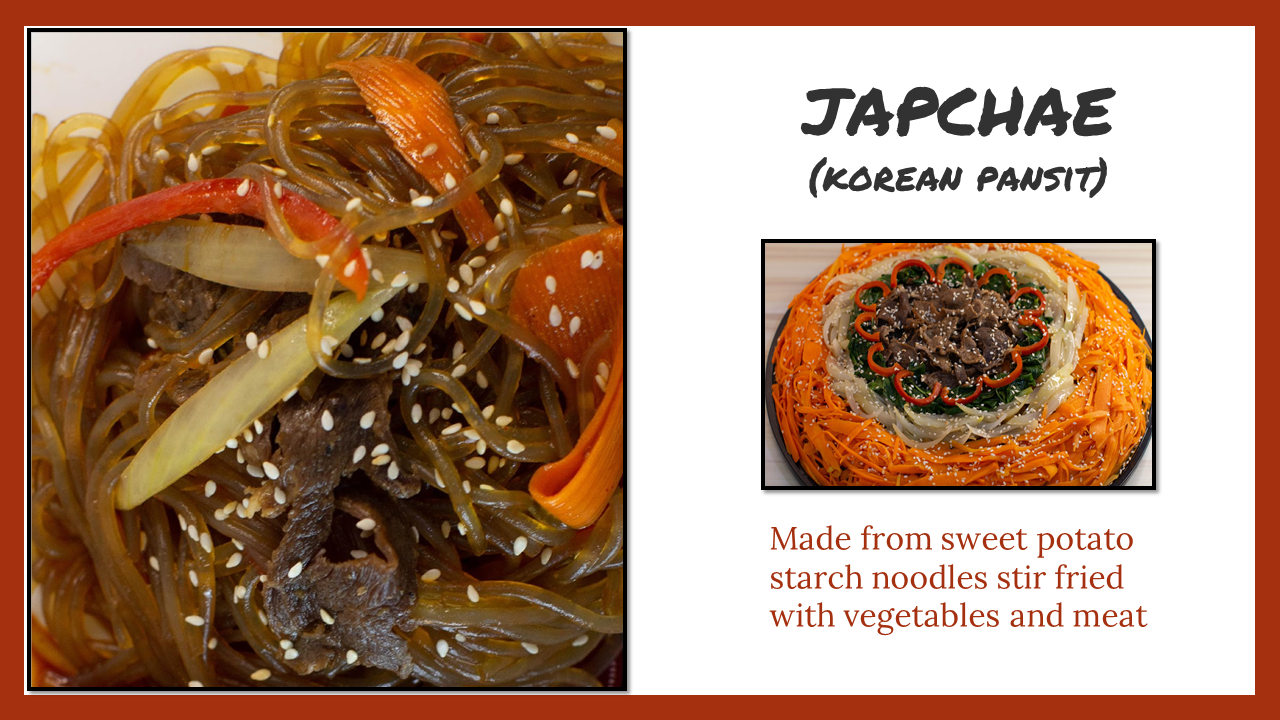 JAPCHAE
(KOREAN PANSIT)
Made from sweet potato
starch noodles stir fried
with vegetables and meat